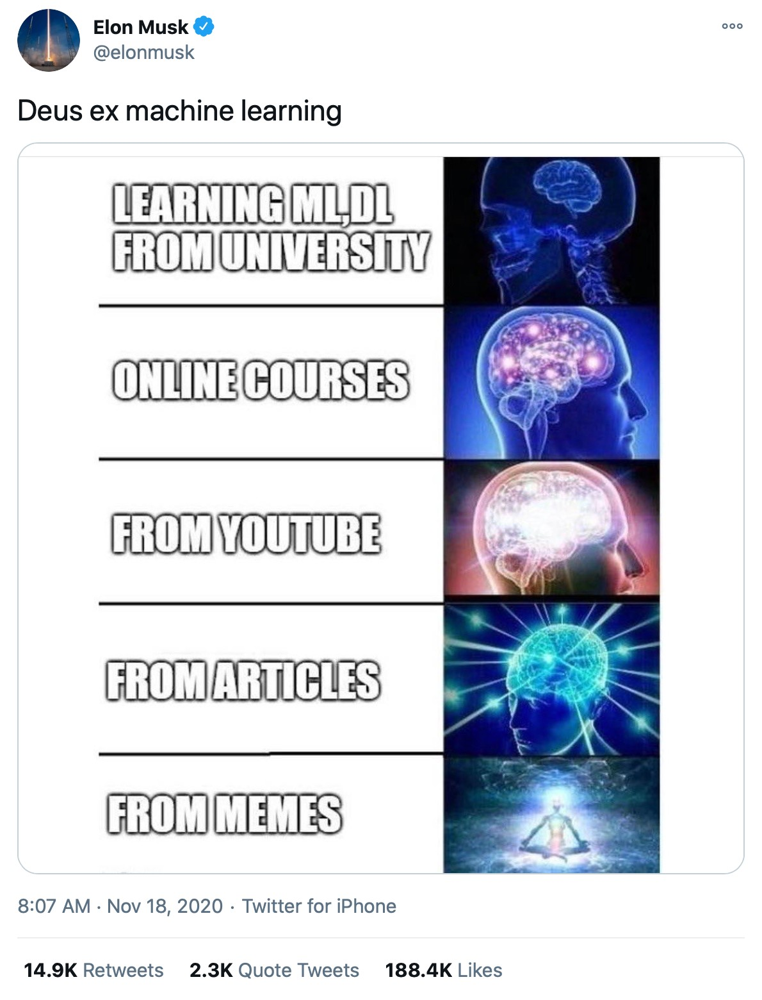 Elon Musk
@elonmusk
Deus ex machine learning
LEARNING ML,DL
FROM UNIVERSITY
ONLINE COURSES
FROM YOUTUBE
FROM ARTICLES
FROM MEMES
8:07 AM · Nov 18, 2020 · Twitter for iPhone
14.9K Retweets 2.3K Quote Tweets 188.4K Likes